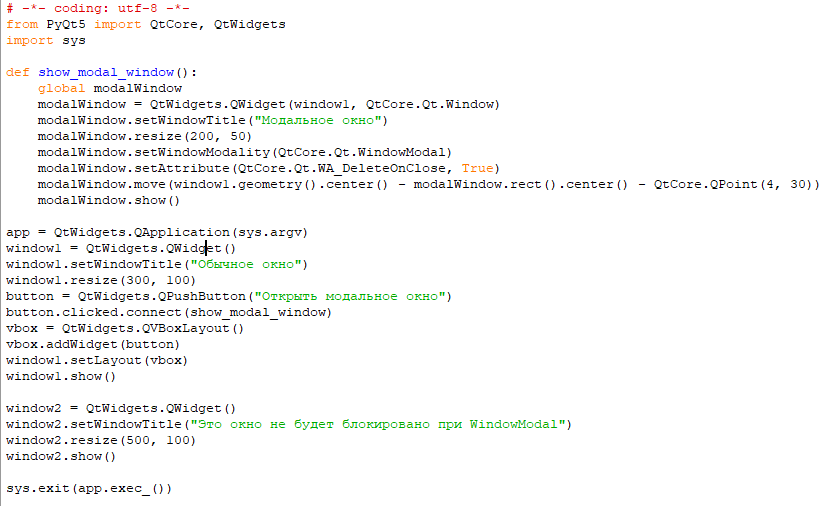 # -*- coding: utf-8 -*-
from PyQt5 import QtCore, QtWidgets
import sys

def show_modal_window():
    global modalWindow
    modalWindow = QtWidgets.QWidget(window1, QtCore.Qt.Window)
    modalWindow.setWindowTitle("Модальное окно")
    modalWindow.resize(200, 50)
    modalWindow.setWindowModality(QtCore.Qt.WindowModal)
    modalWindow.setAttribute(QtCore.Qt.WA_DeleteOnClose, True)
    modalWindow.move(window1.geometry().center() - modalWindow.rect().center() - QtCore.QPoint(4, 30))
    modalWindow.show()

app = QtWidgets.QApplication(sys.argv)
window1 = QtWidgets.QWidget()
window1.setWindowTitle("Обычное окно")
window1.resize(300, 100)
button = QtWidgets.QPushButton("Открыть модальное окно")
button.clicked.connect(show_modal_window)
vbox = QtWidgets.QVBoxLayout()
vbox.addWidget(button)
window1.setLayout(vbox)
window1.show()

window2 = QtWidgets.QWidget()
window2.setWindowTitle("Это окно не будет блокировано при WindowModal")
window2.resize(500, 100)
window2.show()

sys.exit(app.exec_())